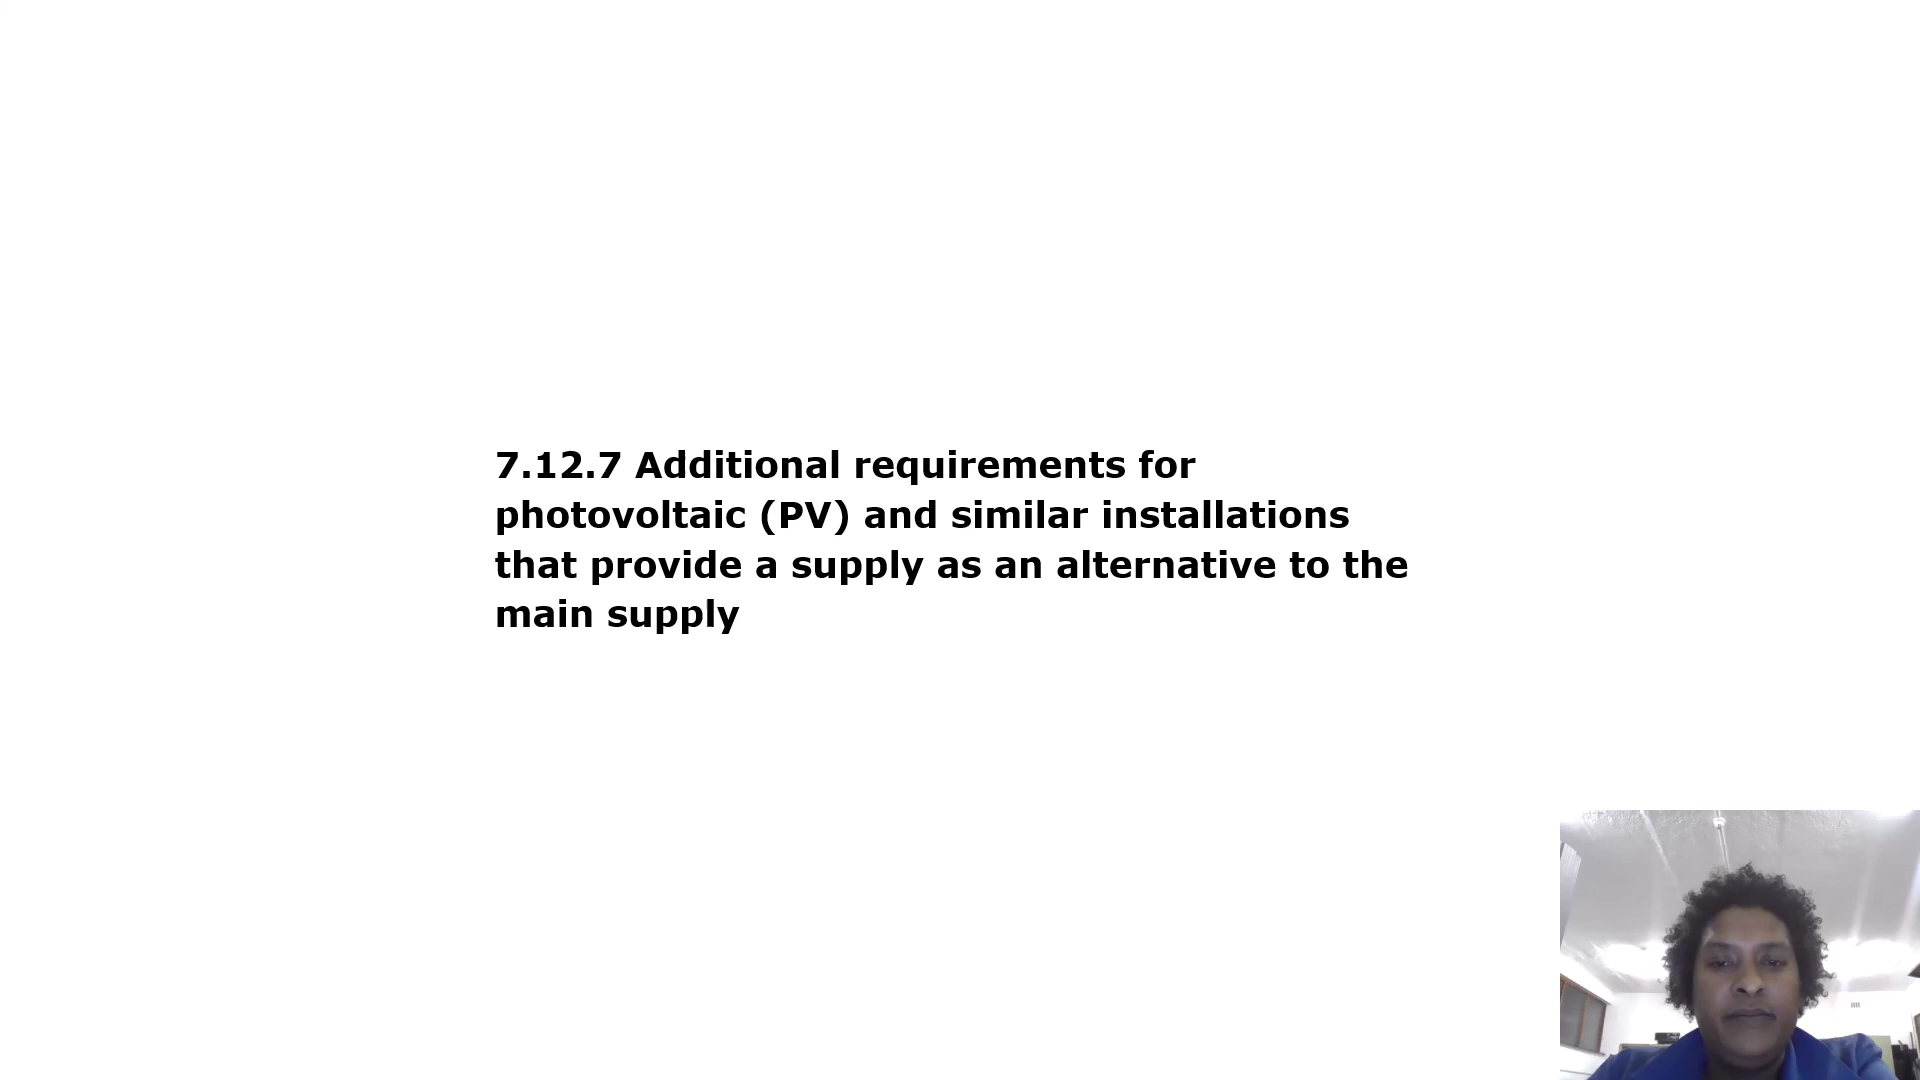 7.12.7 Additional requirements for
photovoltaic (PV) and similar installations
that provide a supply as an alternative to the
main supply